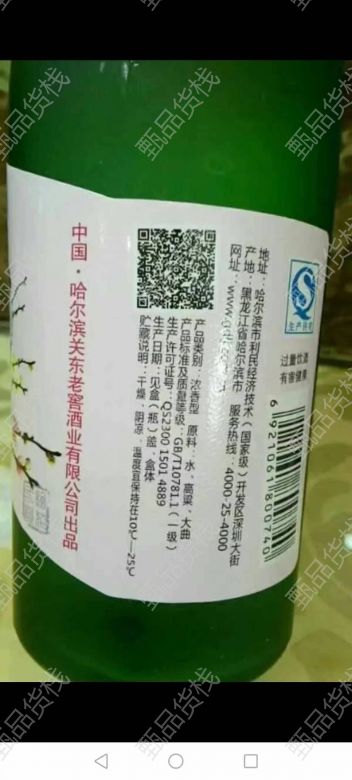 甄品货栈
中国·哈尔滨关东老窖酒业有限公司出品
产品类别：浓香型 原料：水、高粱、大曲
产品标准及质量等级：GB/T10781.1（一级）
生产许可证号：QS2300 1501 4889
生产日期：见盒（瓶）盖、盒体
贮藏说明：干燥、阴凉、温度宜保持在10℃—25℃
地址：哈尔滨市利民经济技术（国家级）开发区深圳大街
产地：黑龙江省哈尔滨市 服务热线：4000-25-4000
网址：www.
生产许可
过量饮酒
有害健康
6921061800740